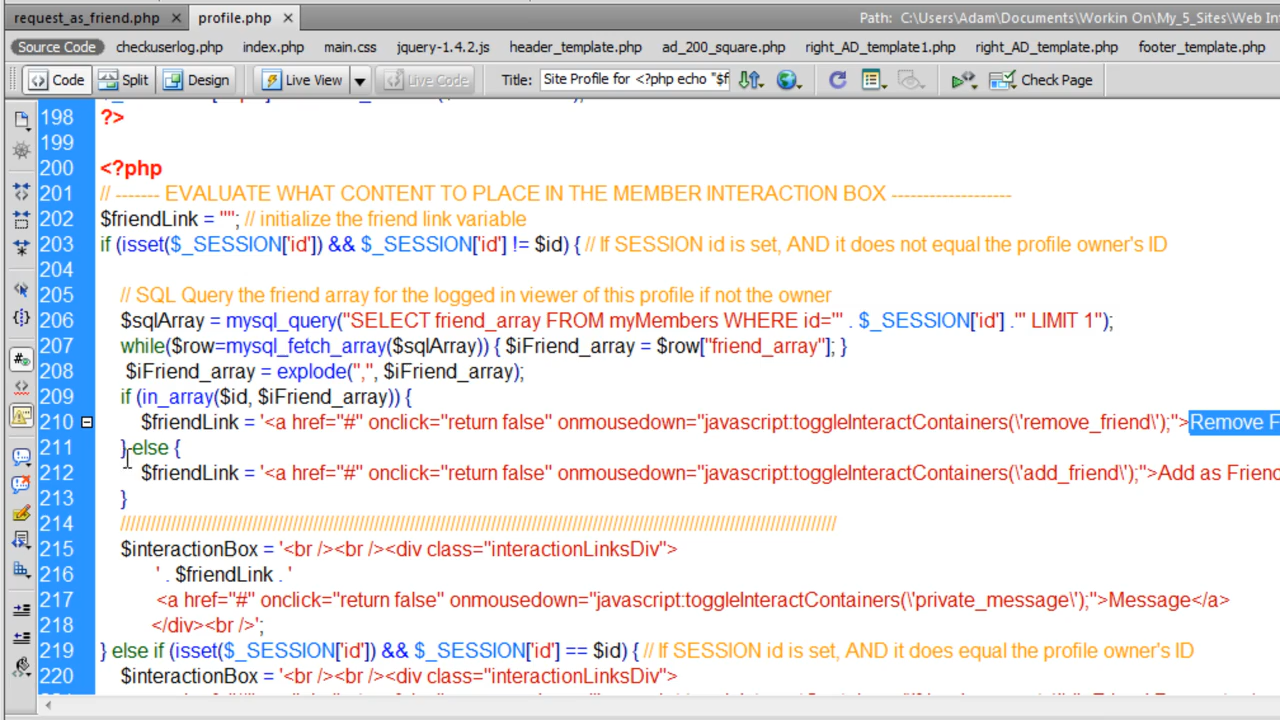 request_as_friend.php × profile.php × Path: C:\Users\Adam\Documents\Workin On\My_5_Sites\Web In
Source Code checkuserlog.php index.php main.css jquery-1.4.2.js header_template.php ad_200_square.php right_AD_template1.php right_AD_template.php footer_template.php
Code Split Design Live View Live Code Title: Site Profile for <?php echo "$f Check Page
198 ?>
199
200 <?php
201 // ------- EVALUATE WHAT CONTENT TO PLACE IN THE MEMBER INTERACTION BOX -------------------
202 $friendLink = ""; // initialize the friend link variable
203 if (isset($_SESSION['id']) && $_SESSION['id'] != $id) { // If SESSION id is set, AND it does not equal the profile owner's ID
204
205 // SQL Query the friend array for the logged in viewer of this profile if not the owner
206 $sqlArray = mysql_query("SELECT friend_array FROM myMembers WHERE id='" . $_SESSION['id'] ."' LIMIT 1");
207 while($row=mysql_fetch_array($sqlArray)) { $iFriend_array = $row["friend_array"]; }
208 $iFriend_array = explode(",", $iFriend_array);
209 if (in_array($id, $iFriend_array)) {
210 $friendLink = '<a href="#" onclick="return false" onmousedown="javascript:toggleInteractContainers(\'remove_friend\');">Remove F
211 } else {
212 $friendLink = '<a href="#" onclick="return false" onmousedown="javascript:toggleInteractContainers(\'add_friend\');">Add as Frienc
213 }
214 ////////////////////////////////////////////////////////////////////////////////////////////////////////////////////////////////////////////
215 $interactionBox = '<br /><br /><div class="interactionLinksDiv">
216 ' . $friendLink . '
217 <a href="#" onclick="return false" onmousedown="javascript:toggleInteractContainers(\'private_message\');">Message</a>
218 </div><br />';
219 } else if (isset($_SESSION['id']) && $_SESSION['id'] == $id) { // If SESSION id is set, AND it does equal the profile owner's ID
220 $interactionBox = '<br /><br /><div class="interactionLinksDiv">